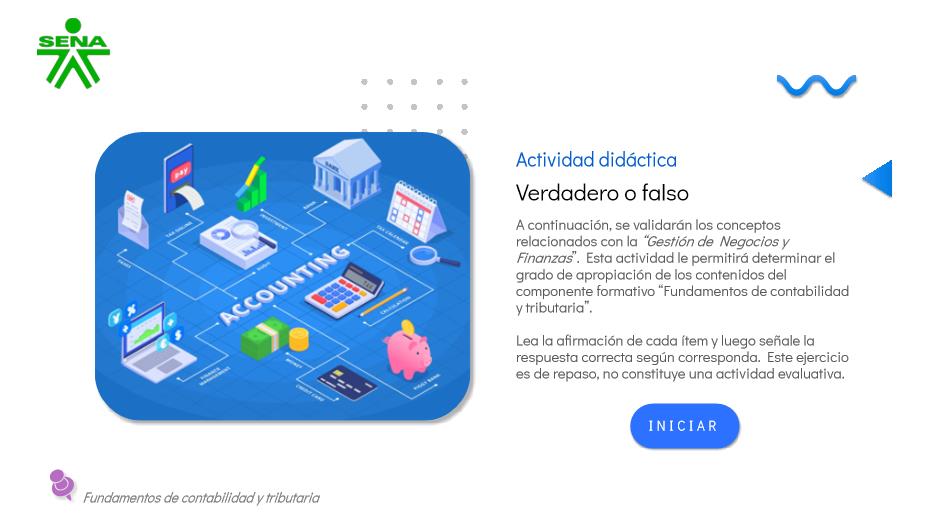 SENA
Actividad didáctica
Verdadero o falso
A continuación, se validarán los conceptos
relacionados con la “Gestión de Negocios y
Finanzas”. Esta actividad le permitirá determinar el
grado de apropiación de los contenidos del
componente formativo “Fundamentos de contabilidad
y tributaria”.
Lea la afirmación de cada ítem y luego señale la
respuesta correcta según corresponda. Este ejercicio
es de repaso, no constituye una actividad evaluativa.
INICIAR
pay
BANK
TAX ONLINE
INVESTMENT
BANK
TAX CALENDAR
AUDIT
ACCOUNTING
CALCULATION
MONEY
FINANCE
MANAGEMENT
CREDIT CARD
Fundamentos de contabilidad y tributaria